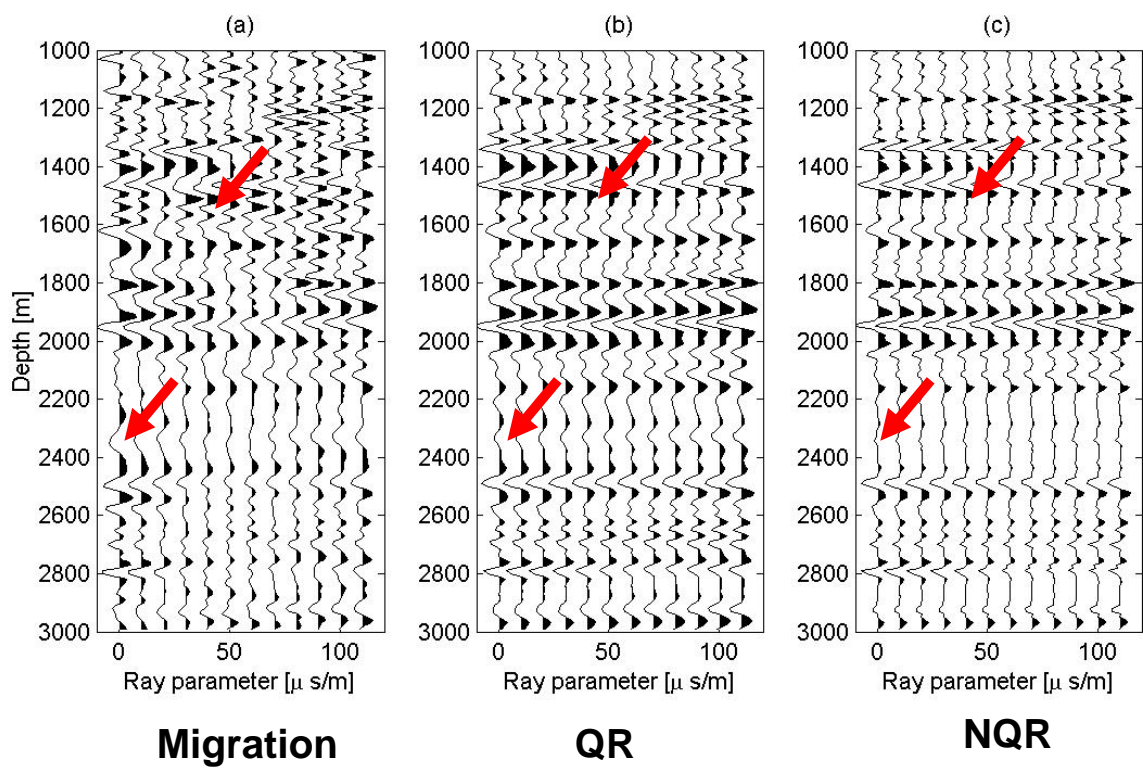 (a) (b) (c)
1000 1000 1000
1200 1200 1200
1400 1400 1400
1600 1600 1600
1800 1800 1800
2000 2000 2000
2200 2200 2200
2400 2400 2400
2600 2600 2600
2800 2800 2800
3000 3000 3000
Depth [m]
0 50 100 0 50 100 0 50 100
Ray parameter [μ s/m] Ray parameter [μ s/m] Ray parameter [μ s/m]
Migration QR NQR